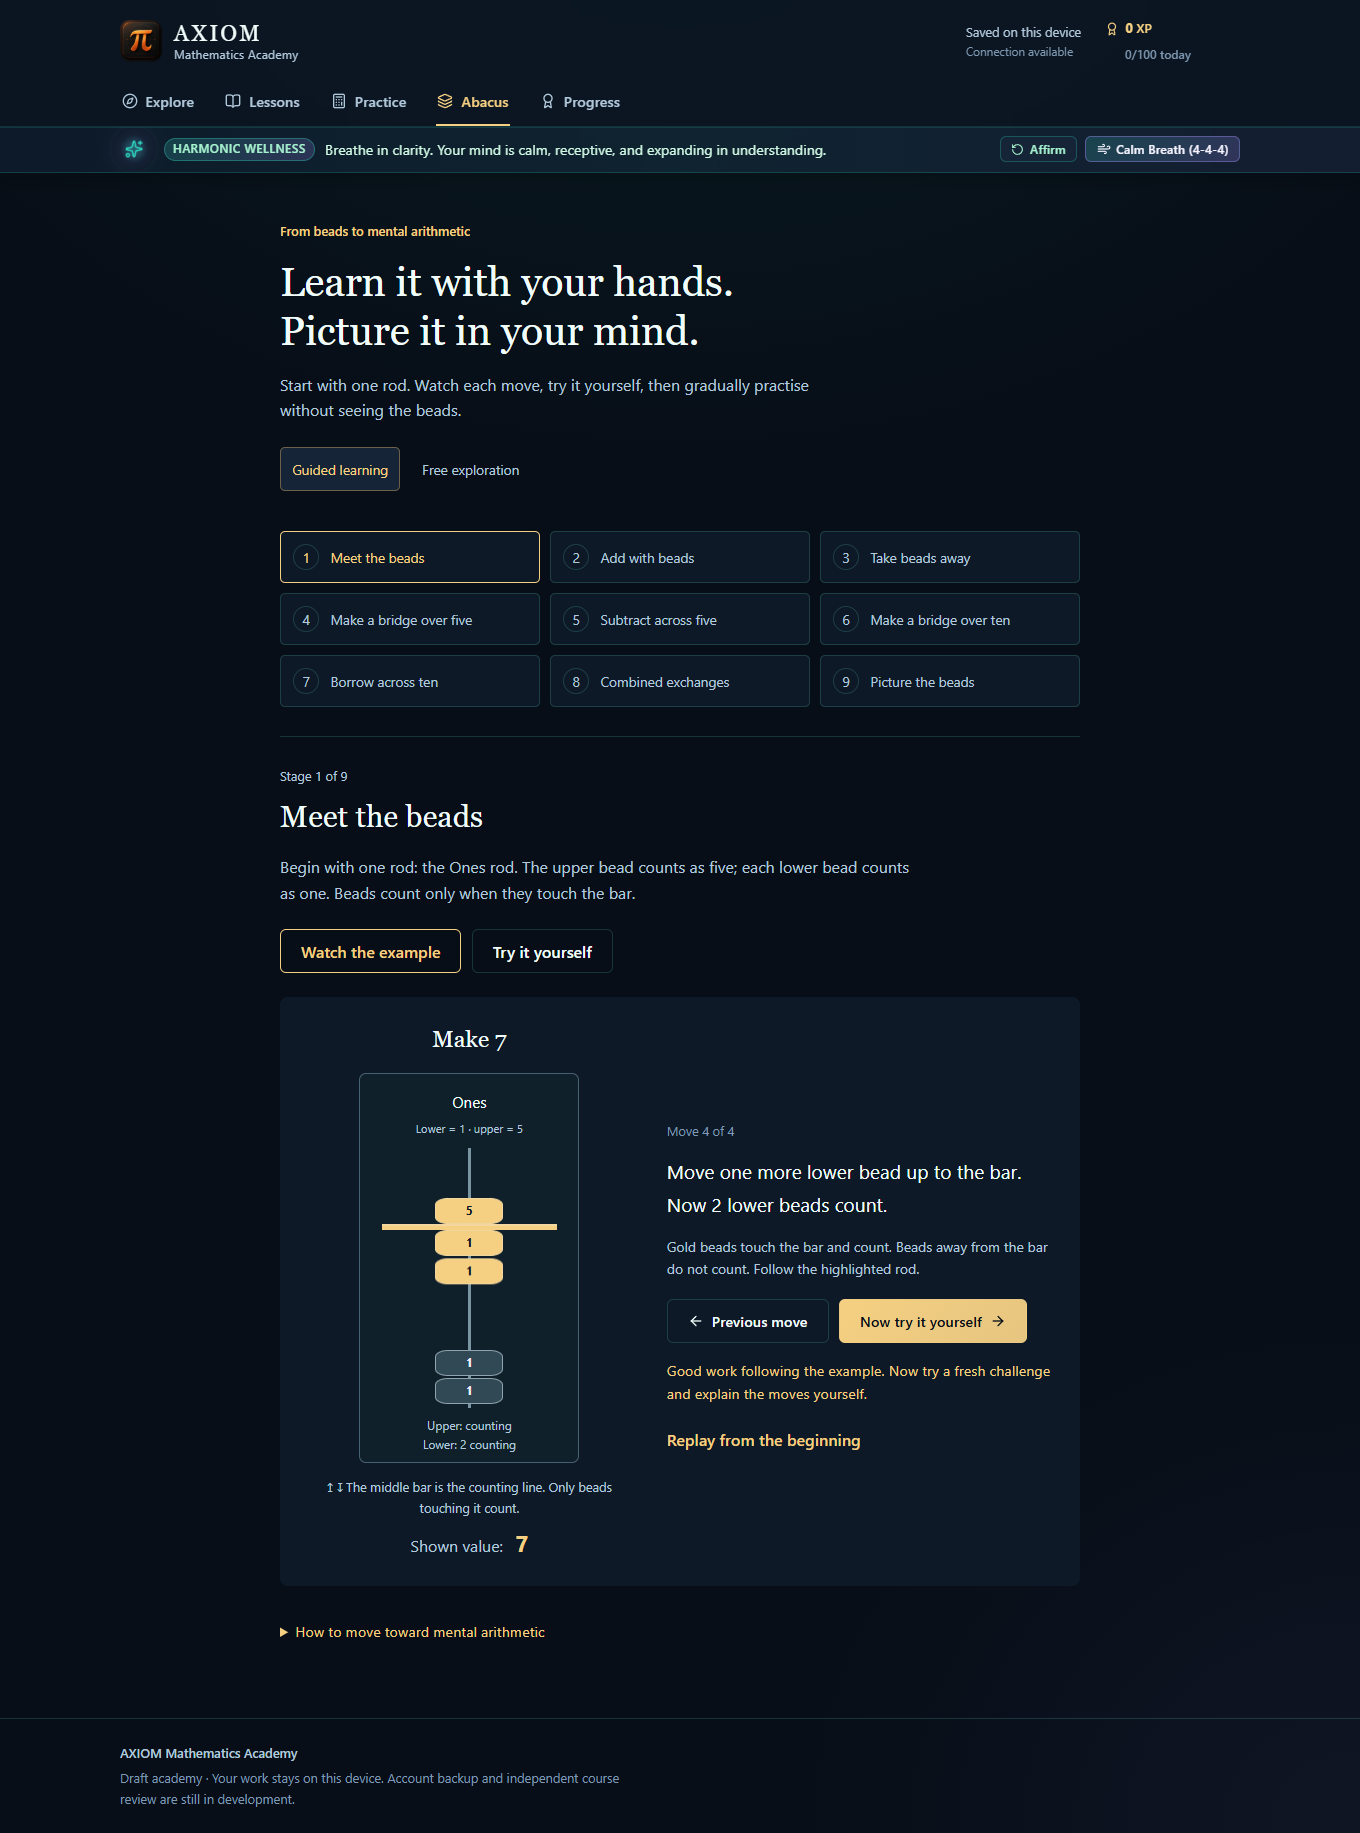 π
AXIOM
Mathematics Academy
Saved on this device
Connection available
0 XP
0/100 today
Explore
Lessons
Practice
Abacus
Progress
HARMONIC WELLNESS
Breathe in clarity. Your mind is calm, receptive, and expanding in understanding.
Affirm
Calm Breath (4-4-4)
From beads to mental arithmetic
Learn it with your hands.
Picture it in your mind.
Start with one rod. Watch each move, try it yourself, then gradually practise
without seeing the beads.
Guided learning
Free exploration
1 Meet the beads
2 Add with beads
3 Take beads away
4 Make a bridge over five
5 Subtract across five
6 Make a bridge over ten
7 Borrow across ten
8 Combined exchanges
9 Picture the beads
Stage 1 of 9
Meet the beads
Begin with one rod: the Ones rod. The upper bead counts as five; each lower bead counts
as one. Beads count only when they touch the bar.
Watch the example
Try it yourself
Make 7
Ones
Lower = 1 · upper = 5
5
1
1
1
1
Upper: counting
Lower: 2 counting
↥↧The middle bar is the counting line. Only beads
touching it count.
Shown value: 7
Move 4 of 4
Move one more lower bead up to the bar.
Now 2 lower beads count.
Gold beads touch the bar and count. Beads away from the bar
do not count. Follow the highlighted rod.
← Previous move
Now try it yourself →
Good work following the example. Now try a fresh challenge
and explain the moves yourself.
Replay from the beginning
▶ How to move toward mental arithmetic
AXIOM Mathematics Academy
Draft academy · Your work stays on this device. Account backup and independent course
review are still in development.